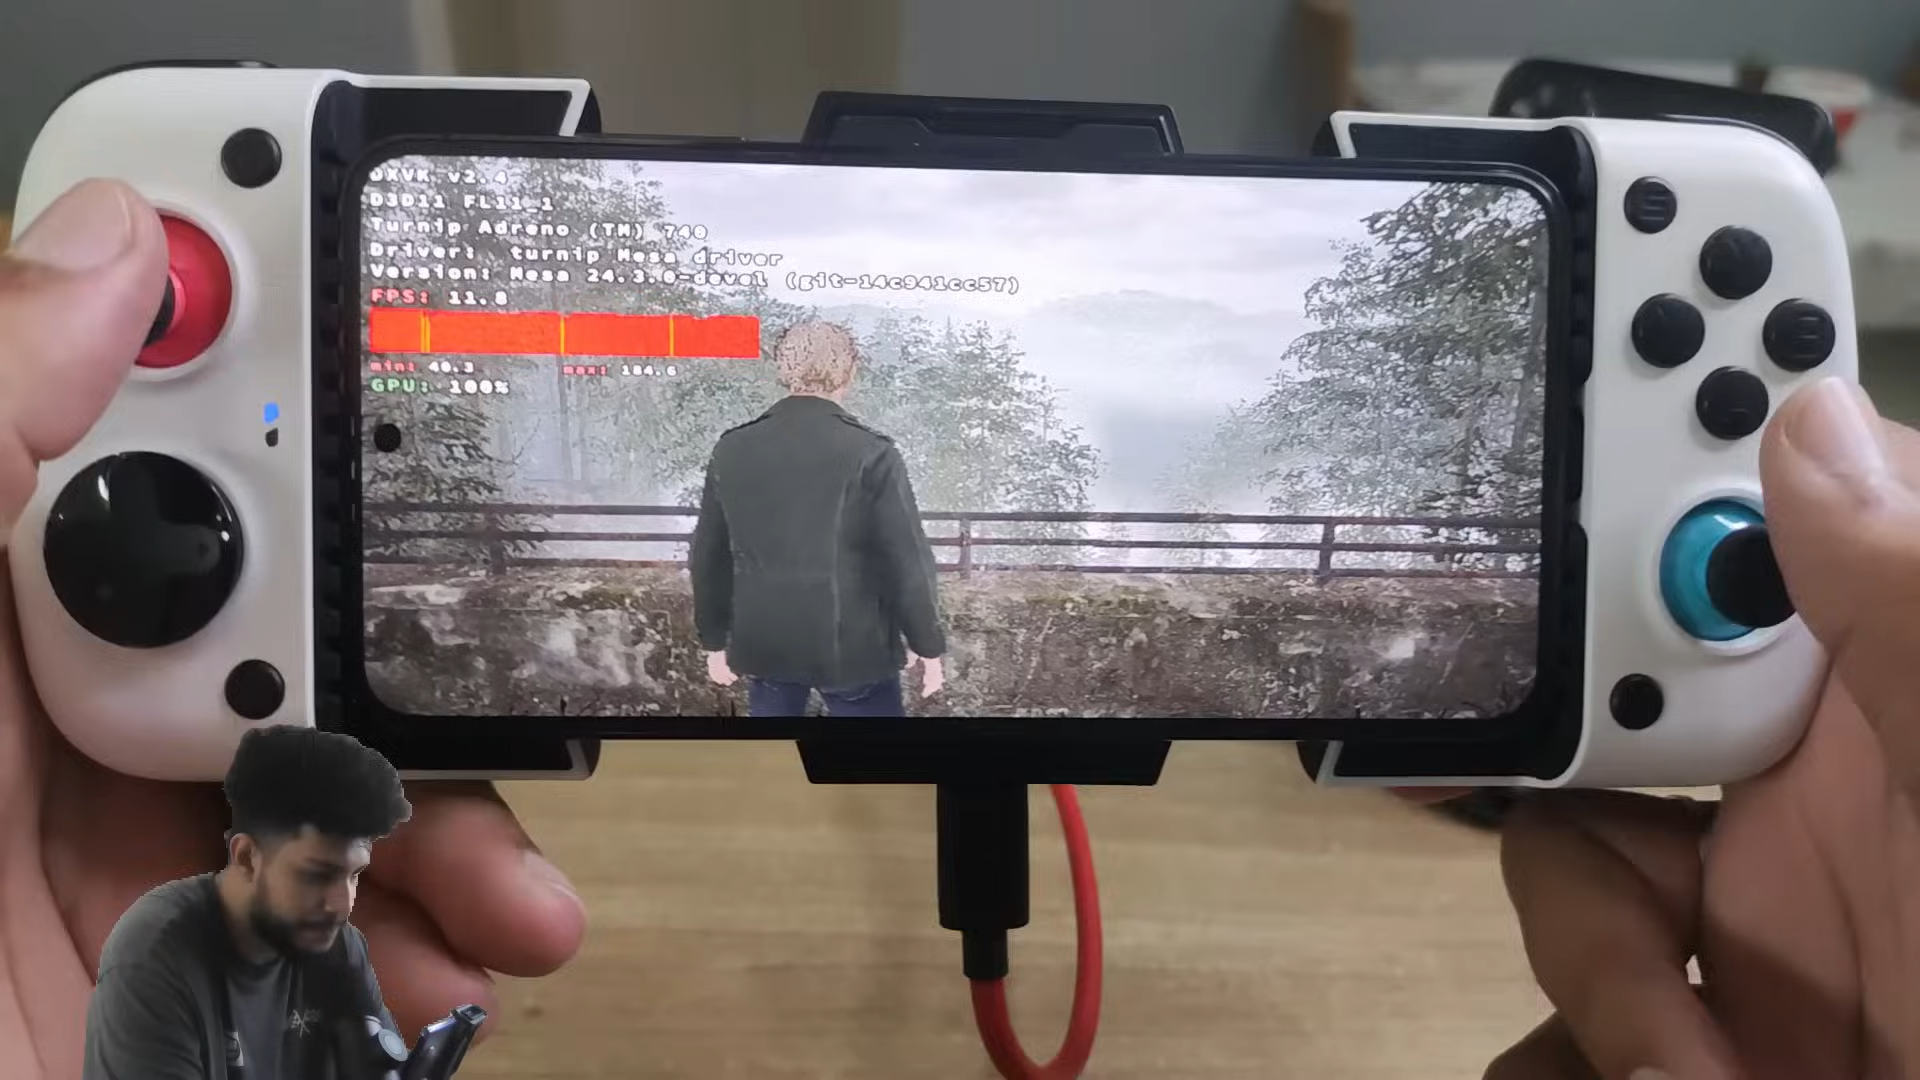 DXVK v2.4
D3D11 FL11_1
Turnip Adreno (TM) 740
Driver: turnip Mesa driver
Version: Mesa 24.3.0-devel (git-14c941cc57)
FPS: 11.8
min: 40.3 max: 184.6
GPU: 100%
S